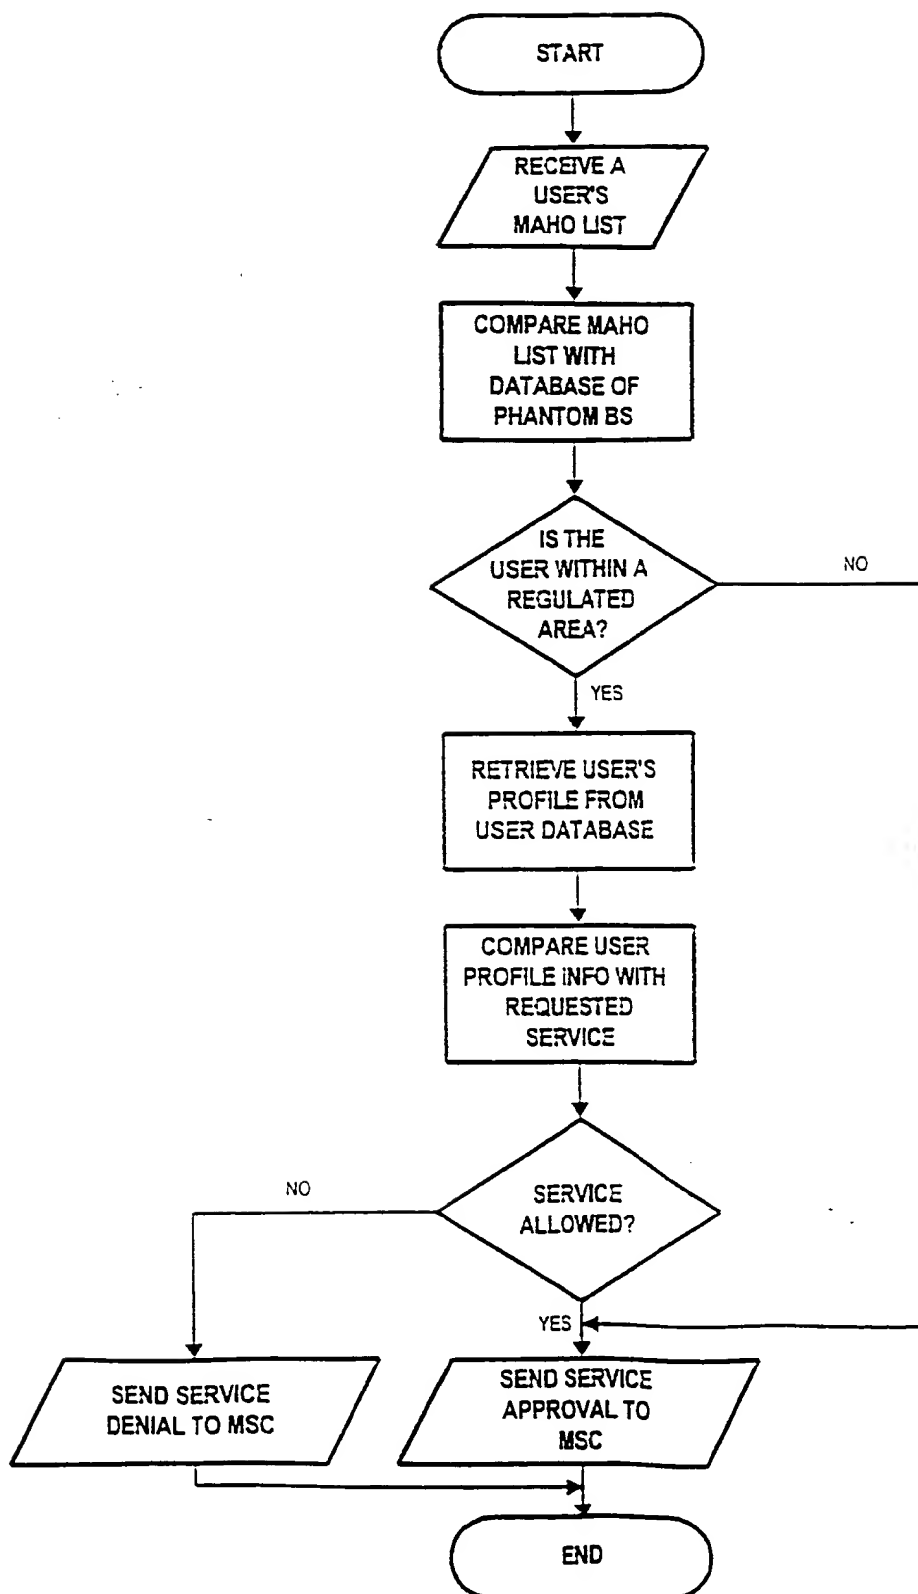 START
RECEIVE A
USER'S
MAHO LIST
COMPARE MAHO
LIST WITH
DATABASE OF
PHANTOM BS
IS THE
USER WITHIN A
REGULATED
AREA?
NO
YES
RETRIEVE USER'S
PROFILE FROM
USER DATABASE
COMPARE USER
PROFILE INFO WITH
REQUESTED
SERVICE
SERVICE
ALLOWED?
NO
YES
SEND SERVICE
DENIAL TO MSC
SEND SERVICE
APPROVAL TO
MSC
END